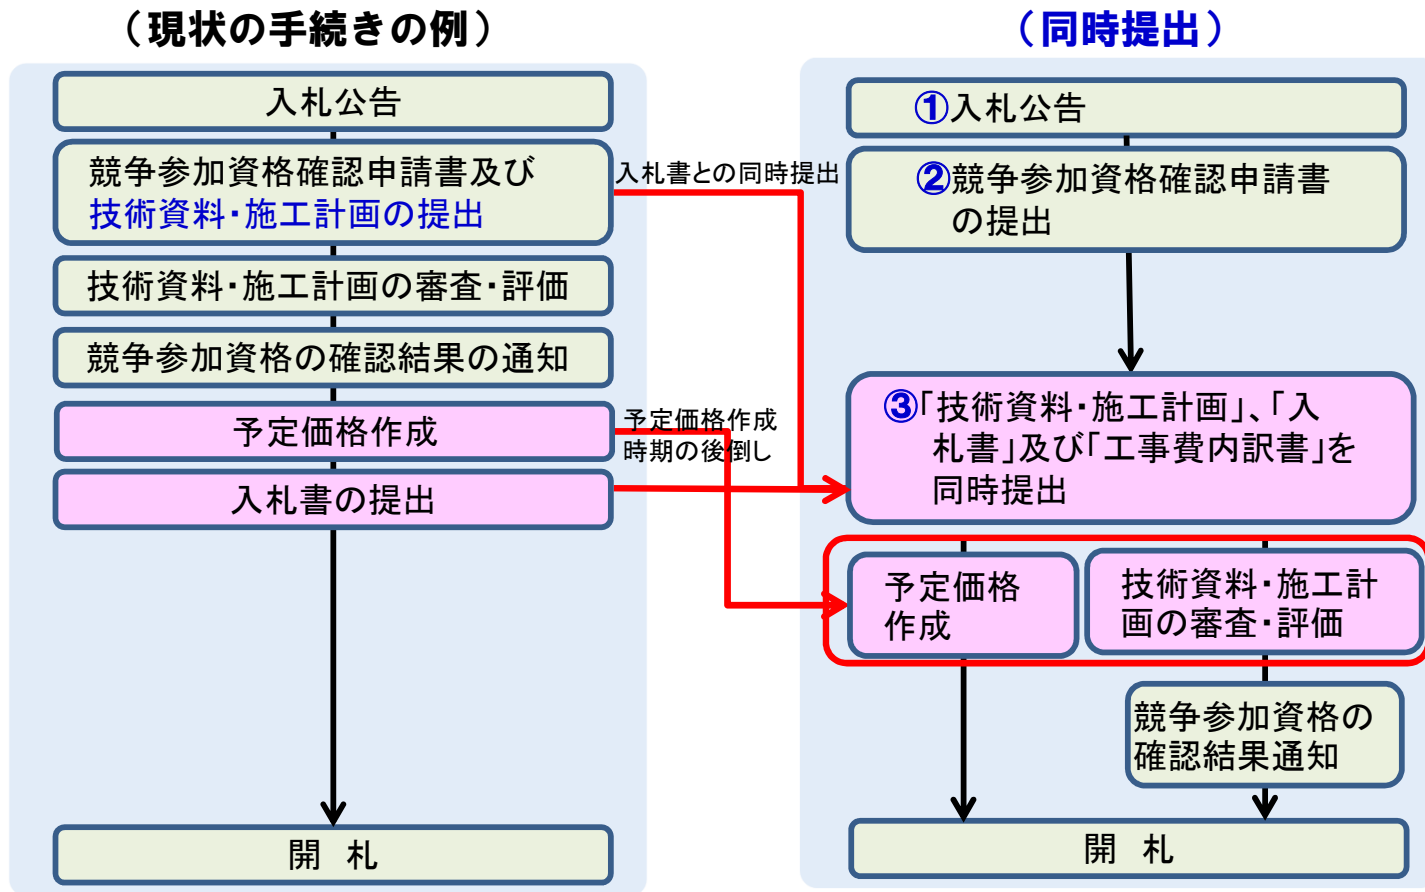 （現状の手続きの例）
入札公告
競争参加資格確認申請書及び
技術資料・施工計画の提出
技術資料・施工計画の審査・評価
競争参加資格の確認結果の通知
予定価格作成
入札書の提出
開　札
入札書との同時提出
予定価格作成
時期の後倒し
（同時提出）
①入札公告
②競争参加資格確認申請書
の提出
③「技術資料・施工計画」、「入
札書」及び「工事費内訳書」を
同時提出
予定価格
作成
技術資料・施工計
画の審査・評価
競争参加資格の
確認結果通知
開　札